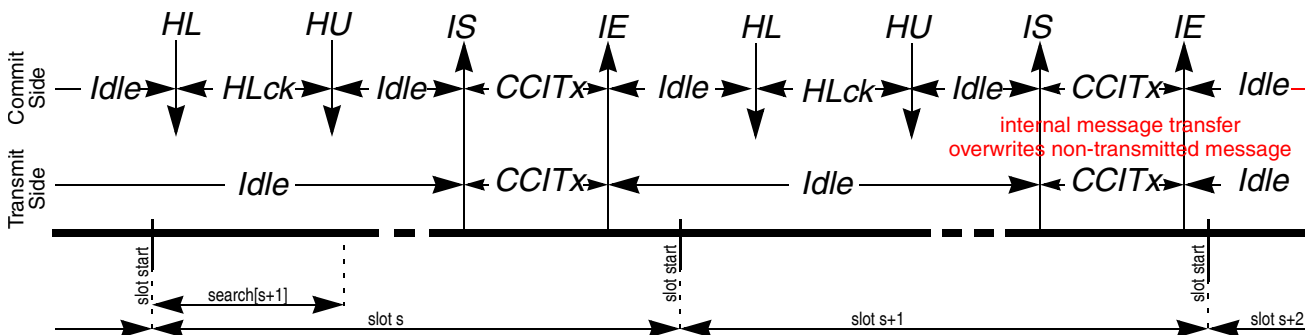 HL HU IS IE HL HU IS IE
Commit Side
Idle HLck Idle CCITx Idle HLck Idle CCITx Idle
internal message transfer
overwrites non-transmitted message
Transmit Side
Idle CCITx Idle CCITx Idle
slot start slot start slot start
search[s+1]
slot s slot s+1 slot s+2